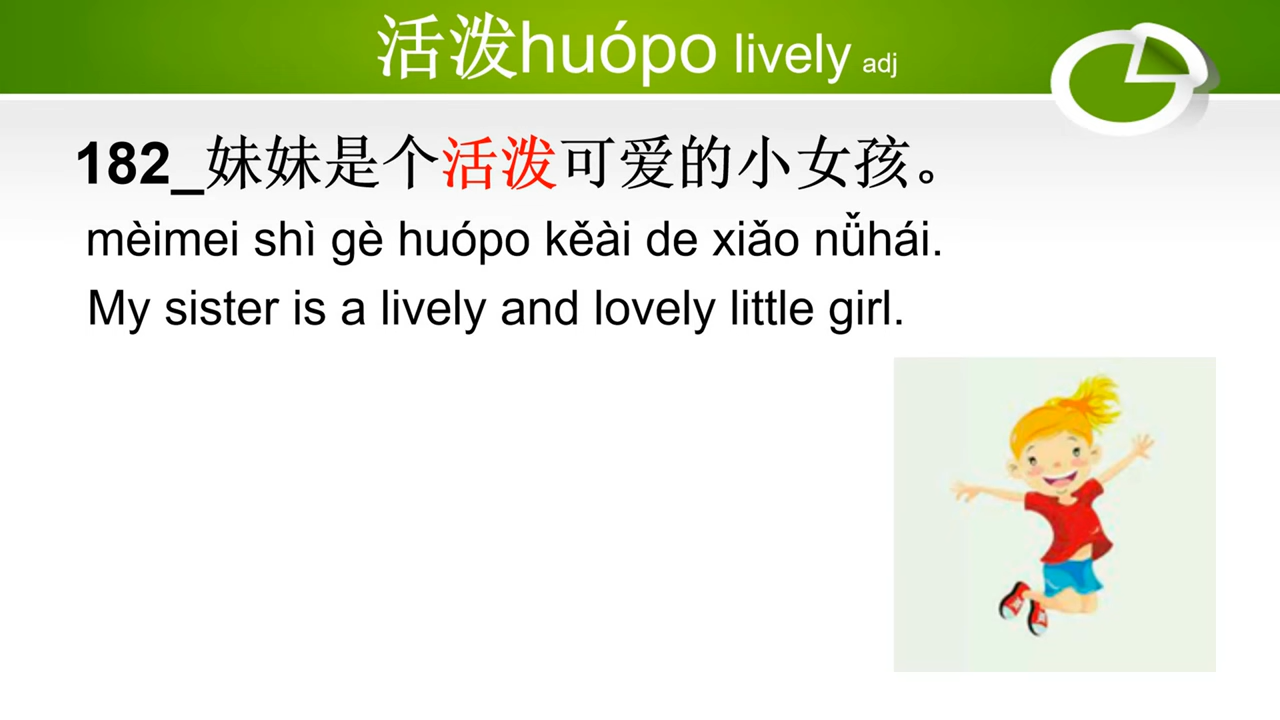 活泼huópo lively adj
182_妹妹是个活泼可爱的小女孩。
mèimei shì gè huópo kěài de xiǎo nǚhái.
My sister is a lively and lovely little girl.